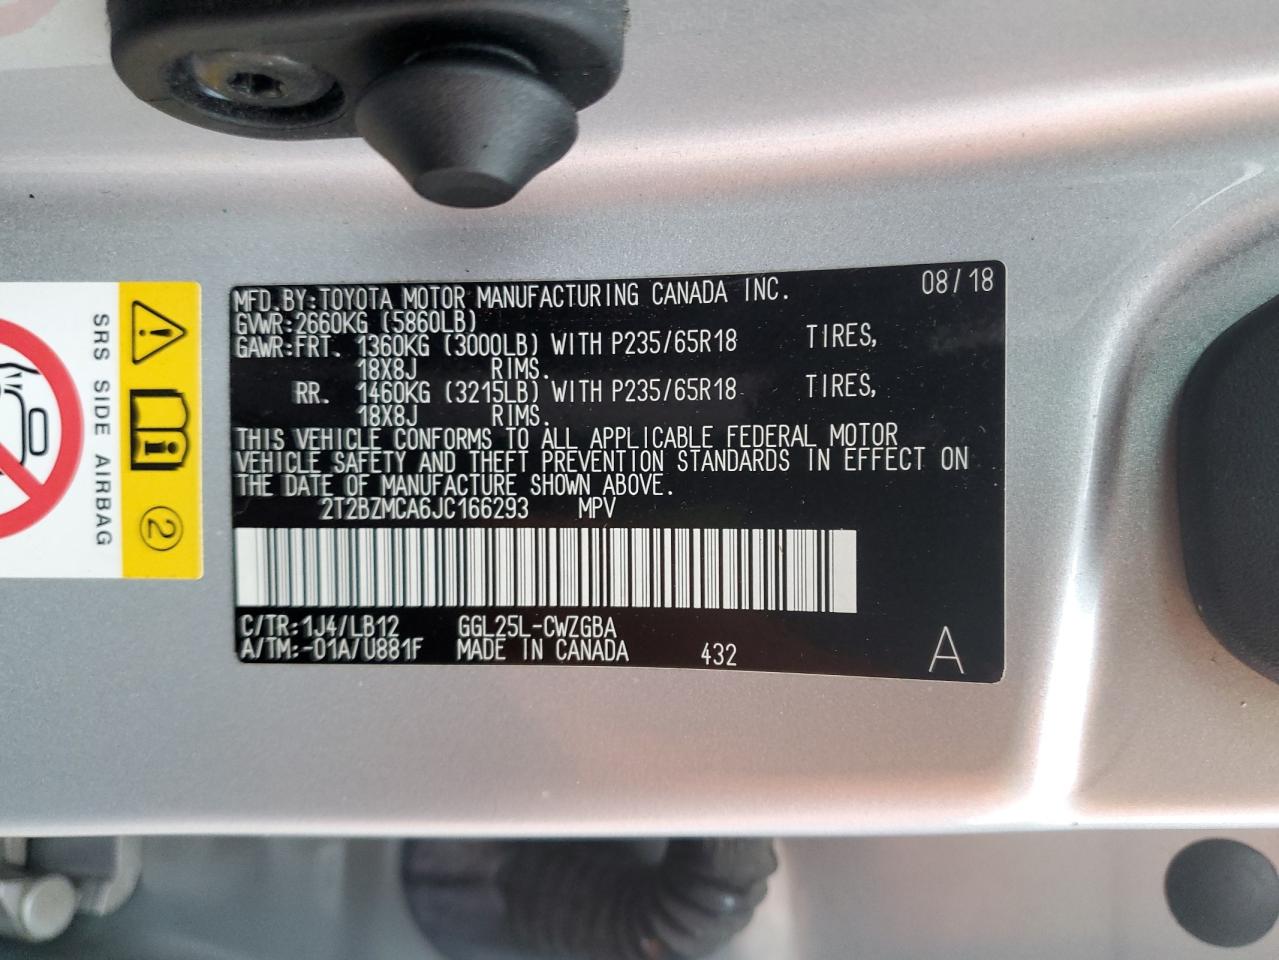 08/18
MFD.BY:TOYOTA MOTOR MANUFACTURING CANADA INC.
GVWR:2660KG (5860LB)
GAWR:FRT. 1360KG (3000LB) WITH P235/65R18 TIRES,
18X8J RIMS.
RR. 1460KG (3215LB) WITH P235/65R18 TIRES,
18X8J RIMS.
THIS VEHICLE CONFORMS TO ALL APPLICABLE FEDERAL MOTOR
VEHICLE SAFETY AND THEFT PREVENTION STANDARDS IN EFFECT ON
THE DATE OF MANUFACTURE SHOWN ABOVE.
2T2BZMCA6JC166293 MPV
C/TR:1J4/LB12 GGL25L-CWZGBA
A/TM:-01A/U881F MADE IN CANADA 432 A
SRS SIDE AIRBAG
2